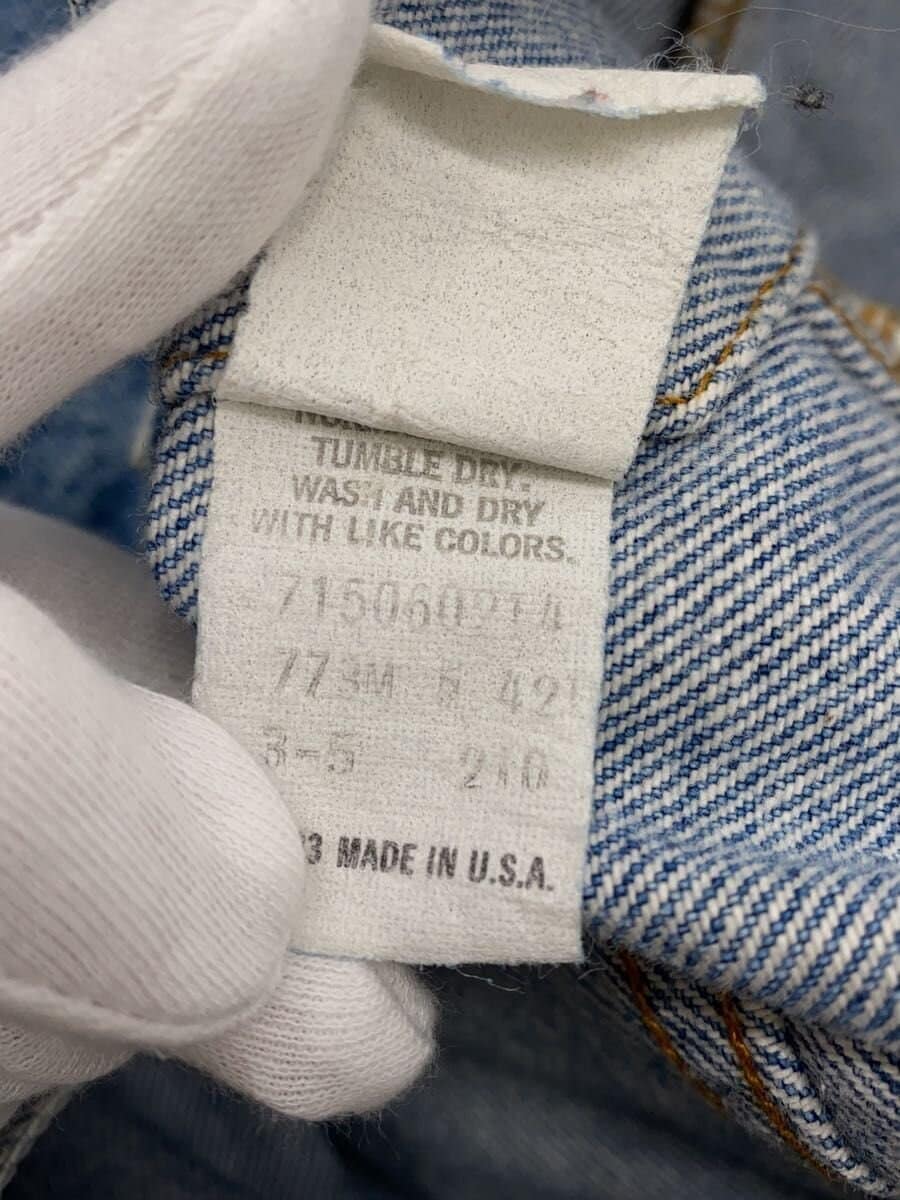 TUMBLE DRY.
WASH AND DRY
WITH LIKE COLORS.
773M 42
3-5 210
MADE IN U.S.A.